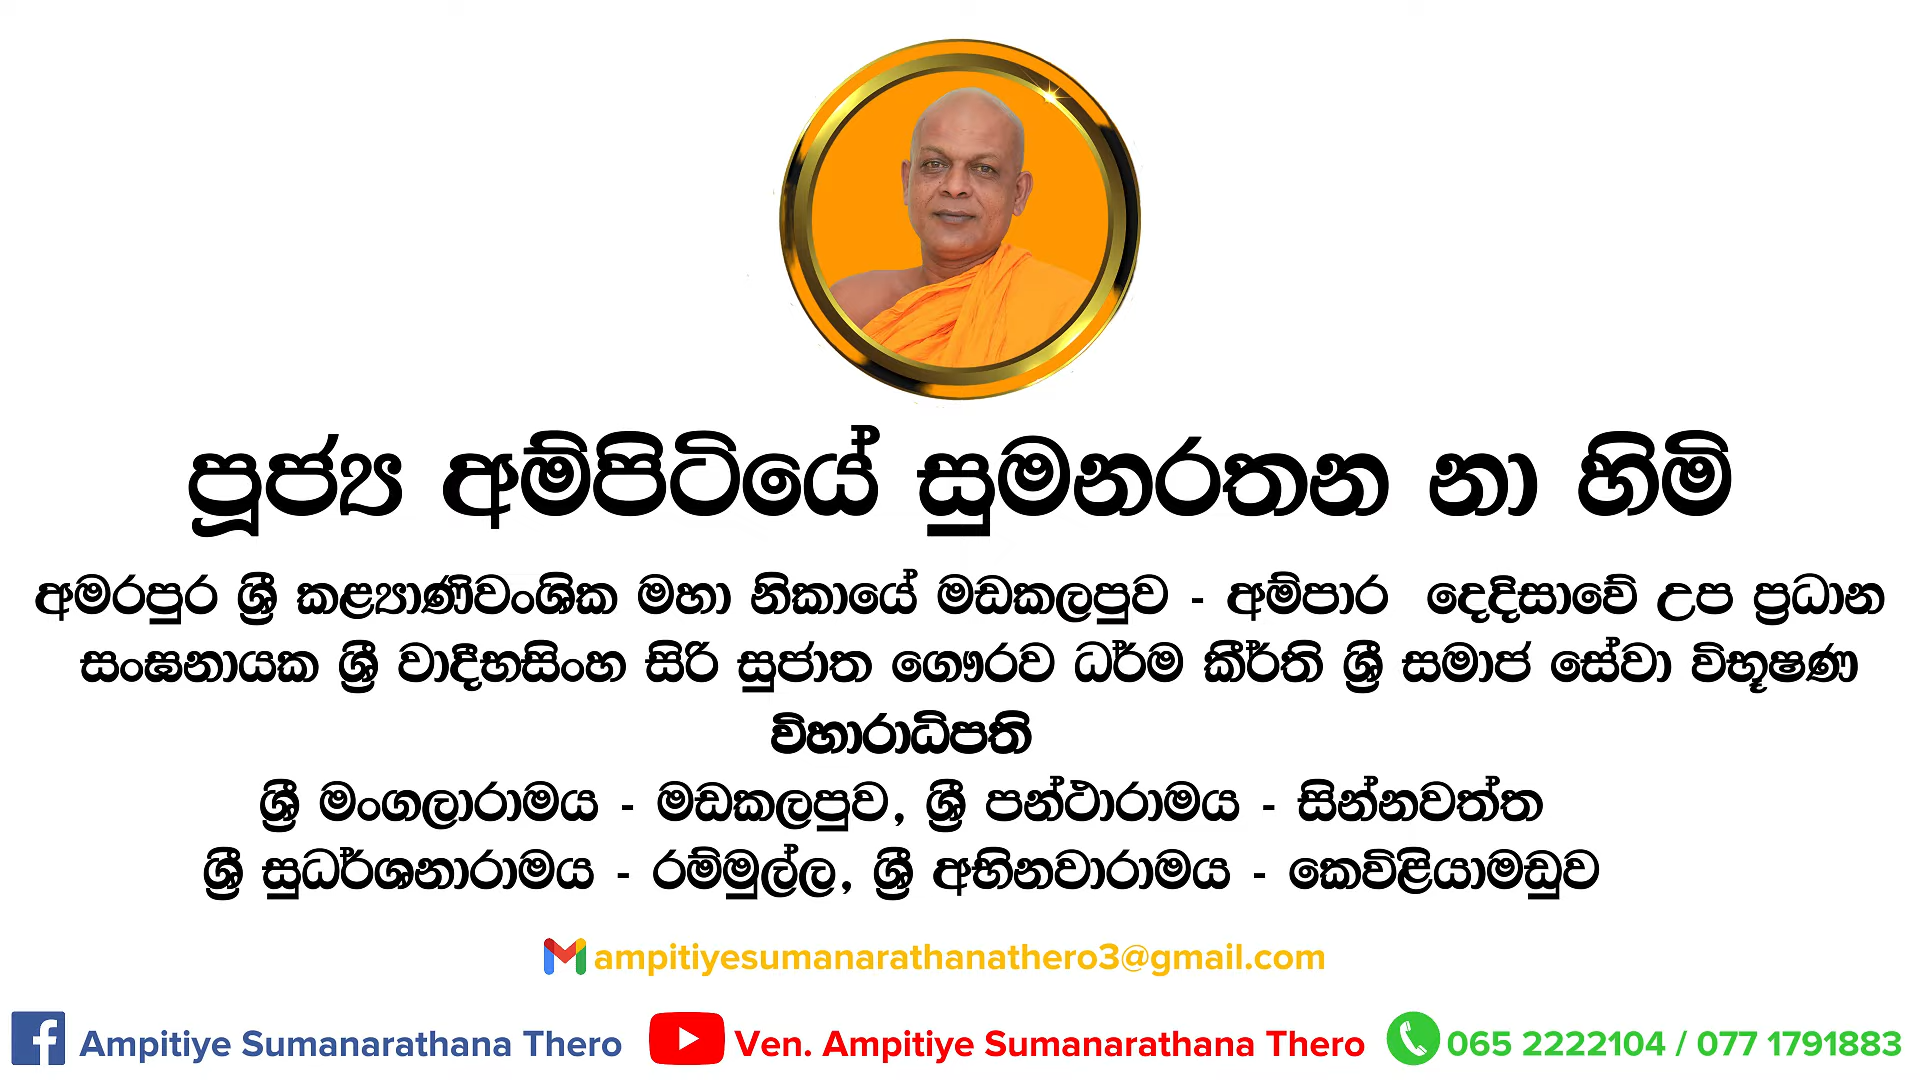 පූජ්‍ය අම්පිටියේ සුමනරතන නා හිමි
අමරපුර ශ්‍රී කල්‍යාණිවංශික මහා නිකායේ මඩකලපුව - අම්පාර දෙදිසාවේ උප ප්‍රධාන
සංඝනායක ශ්‍රී වාදීභසිංහ සිරි සුජාත ගෞරව ධර්ම කීර්ති ශ්‍රී සමාජ සේවා විභූෂණ
විහාරාධිපති
ශ්‍රී මංගලාරාමය - මඩකලපුව, ශ්‍රී පන්ථාරාමය - සින්නවත්ත
ශ්‍රී සුධර්ශනාරාමය - රම්මුල්ල, ශ්‍රී අභිනවාරාමය - කෙවිළියාමඩුව
ampitiyesumanarathanathero3@gmail.com
Ampitiye Sumanarathana Thero Ven. Ampitiye Sumanarathana Thero 065 2222104 / 077 1791883